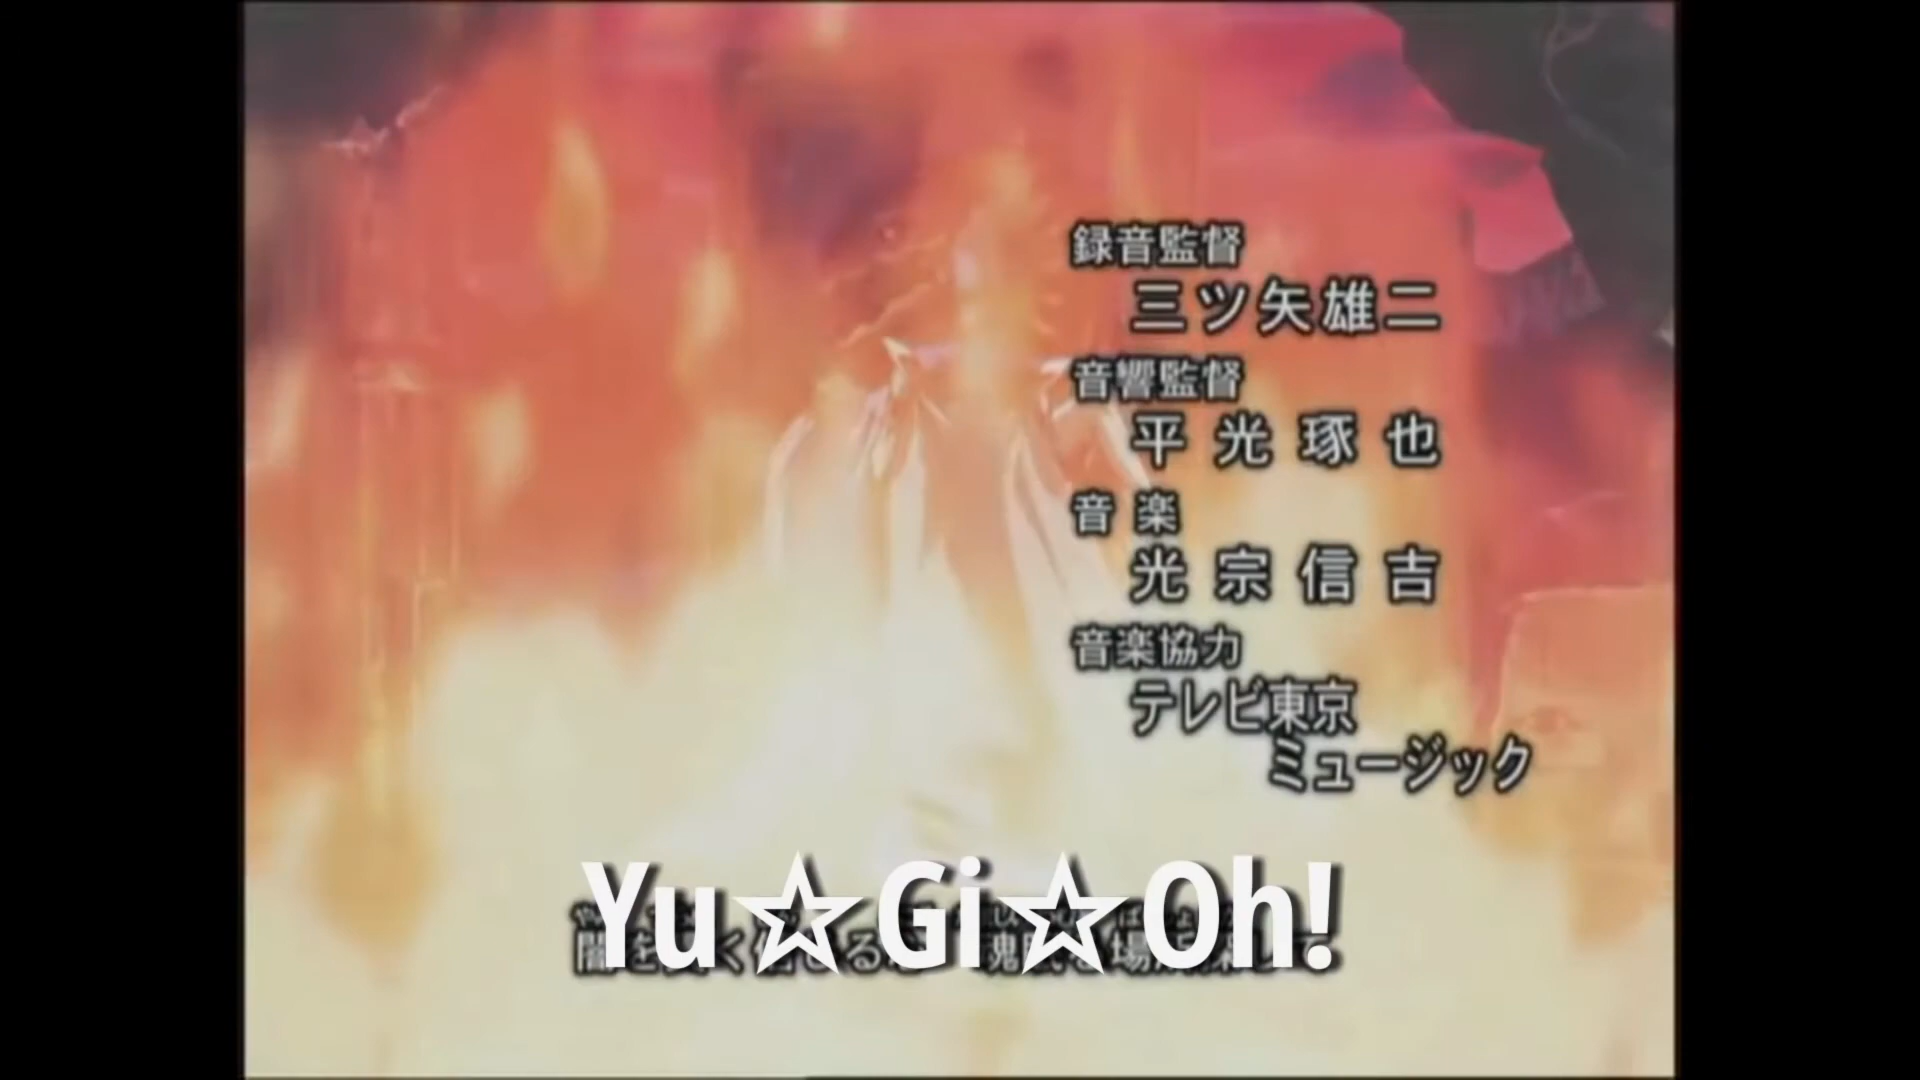 録音監督
三ツ矢雄二
音響監督
平光琢也
音楽
光宗信吉
音楽協力
テレビ東京
ミュージック
Yu☆Gi☆Oh!